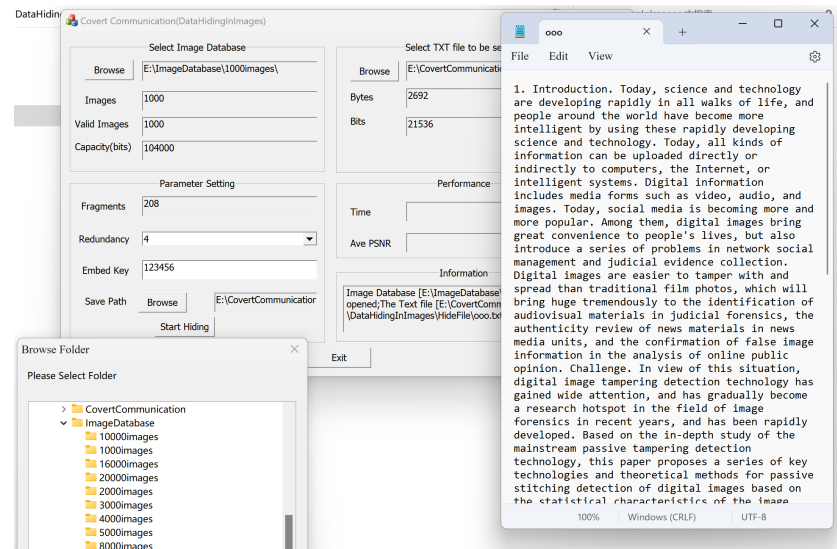 DataHidin
Covert Communication(DataHidingInImages)
Select Image Database
Browse
E:\ImageDatabase\1000images\
Images
1000
Valid Images
1000
Capacity(bits)
104000
Select TXT file to be se
Browse
E:\CovertCommunicatio
Bytes
2692
Bits
21536
Parameter Setting
Fragments
208
Redundancy
4
Embed Key
123456
Save Path
Browse
E:\CovertCommunication
Start Hiding
Performance
Time
Ave PSNR
Information
Image Database [E:\ImageDatabase\
opened;The Text file [E:\CovertComm
\DataHidingInImages\HideFile\ooo.txt
Exit
Browse Folder
Please Select Folder
CovertCommunication
ImageDatabase
10000images
1000images
16000images
20000images
2000images
3000images
4000images
5000images
8000images
ooo
File Edit View
1. Introduction. Today, science and technology
are developing rapidly in all walks of life, and
people around the world have become more
intelligent by using these rapidly developing
science and technology. Today, all kinds of
information can be uploaded directly or
indirectly to computers, the Internet, or
intelligent systems. Digital information
includes media forms such as video, audio, and
images. Today, social media is becoming more and
more popular. Among them, digital images bring
great convenience to people's lives, but also
introduce a series of problems in network social
management and judicial evidence collection.
Digital images are easier to tamper with and
spread than traditional film photos, which will
bring huge tremendously to the identification of
audiovisual materials in judicial forensics, the
authenticity review of news materials in news
media units, and the confirmation of false image
information in the analysis of online public
opinion. Challenge. In view of this situation,
digital image tampering detection technology has
gained wide attention, and has gradually become
a research hotspot in the field of image
forensics in recent years, and has been rapidly
developed. Based on the in-depth study of the
mainstream passive tampering detection
technology, this paper proposes a series of key
technologies and theoretical methods for passive
stitching detection of digital images based on
the statistical characteristics of the image
100% Windows (CRLF) UTF-8